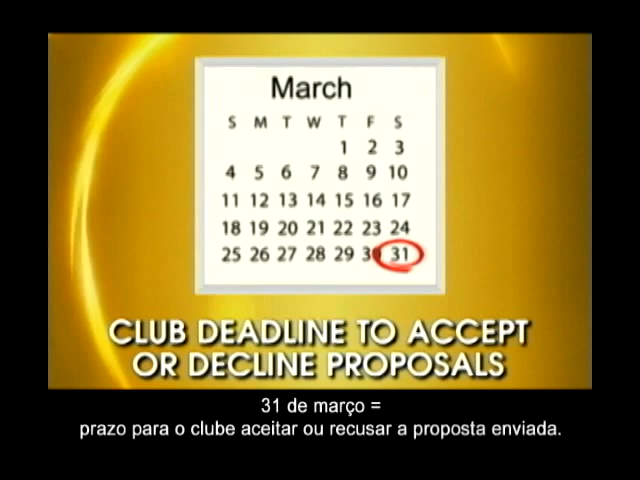 March
S M T W T F S
1 2 3
4 5 6 7 8 9 10
11 12 13 14 15 16 17
18 19 20 21 22 23 24
25 26 27 28 29 30 31
CLUB DEADLINE TO ACCEPT
OR DECLINE PROPOSALS
31 de março =
prazo para o clube aceitar ou recusar a proposta enviada.